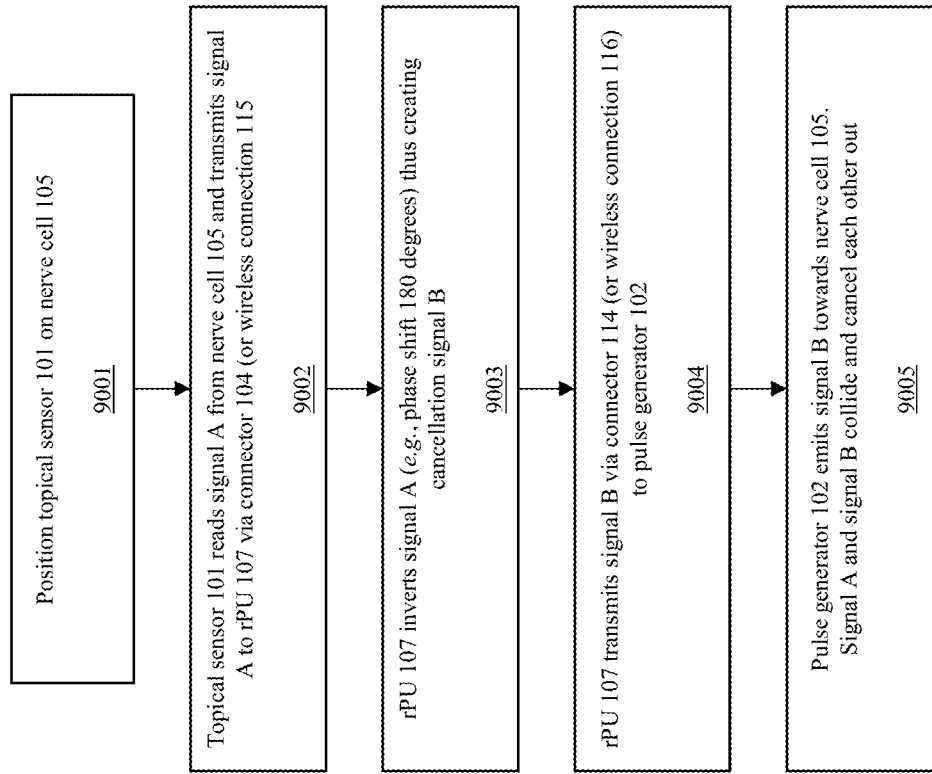 Position topical sensor 101 on nerve cell 105
9001
Topical sensor 101 reads signal A from nerve cell 105 and transmits signal
A to rPU 107 via connector 104 (or wireless connection 115
9002
rPU 107 inverts signal A (e.g., phase shift 180 degrees) thus creating
cancellation signal B
9003
rPU 107 transmits signal B via connector 114 (or wireless connection 116)
to pulse generator 102
9004
Pulse generator 102 emits signal B towards nerve cell 105.
Signal A and signal B collide and cancel each other out
9005